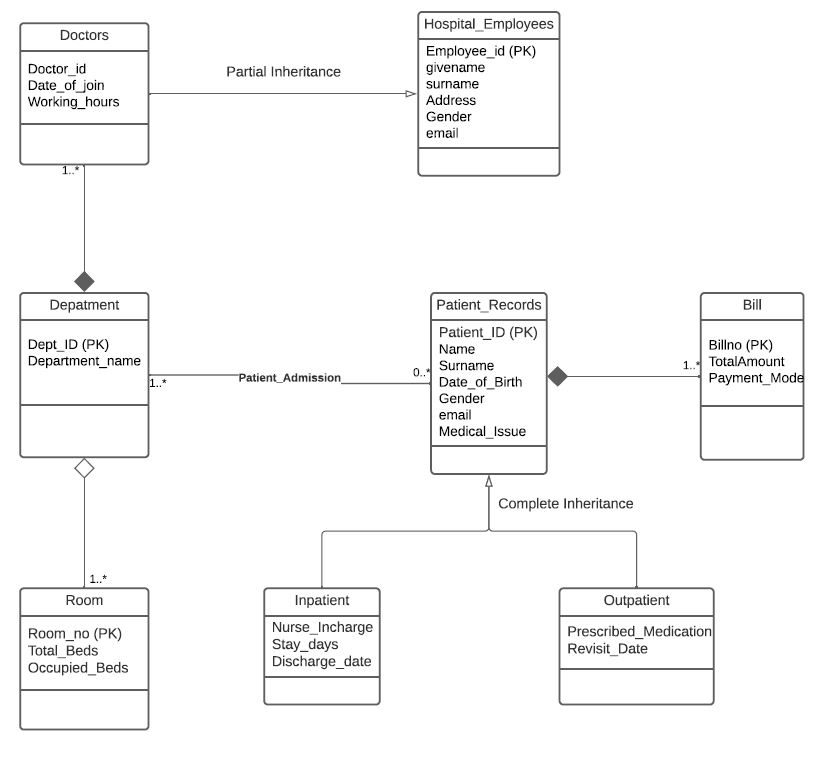 Doctors
Doctor_id
Date_of_join
Working_hours
Partial Inheritance
Hospital_Employees
Employee_id (PK)
givename
surname
Address
Gender
email
1..*
Depatment
Dept_ID (PK)
Department_name
1..*
Patient_Admission
0..*
Patient_Records
Patient_ID (PK)
Name
Surname
Date_of_Birth
Gender
email
Medical_Issue
1..*
Bill
Billno (PK)
TotalAmount
Payment_Mode
Complete Inheritance
1..*
Room
Room_no (PK)
Total_Beds
Occupied_Beds
Inpatient
Nurse_Incharge
Stay_days
Discharge_date
Outpatient
Prescribed_Medication
Revisit_Date